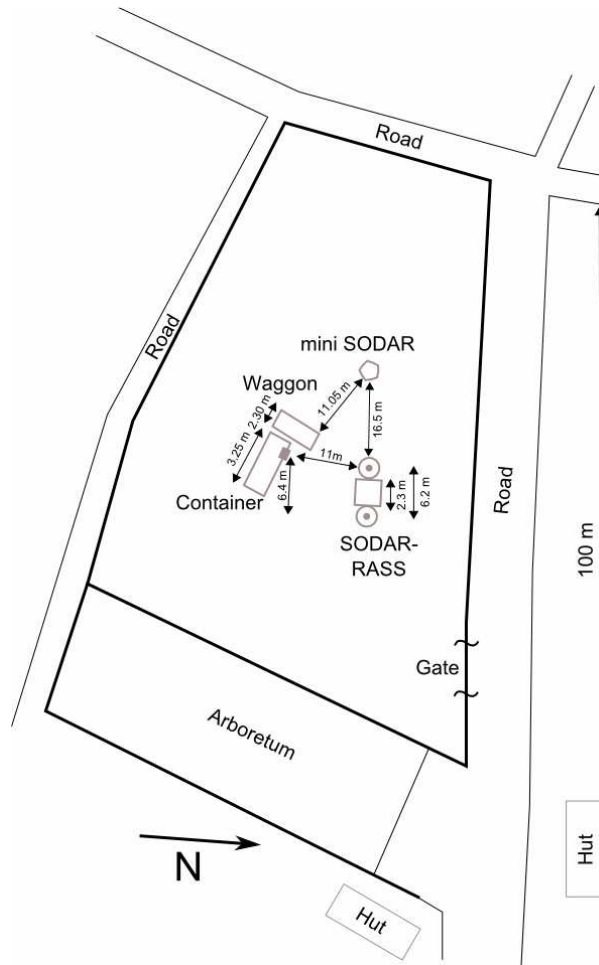 Road
Road
mini SODAR
Waggon
11.05 m
2.30 m
16.5 m
3.25 m
11m
Container
6.4 m
2.3 m
6.2 m
SODAR-
RASS
Road
100 m
Gate
Arboretum
N
Hut
Hut